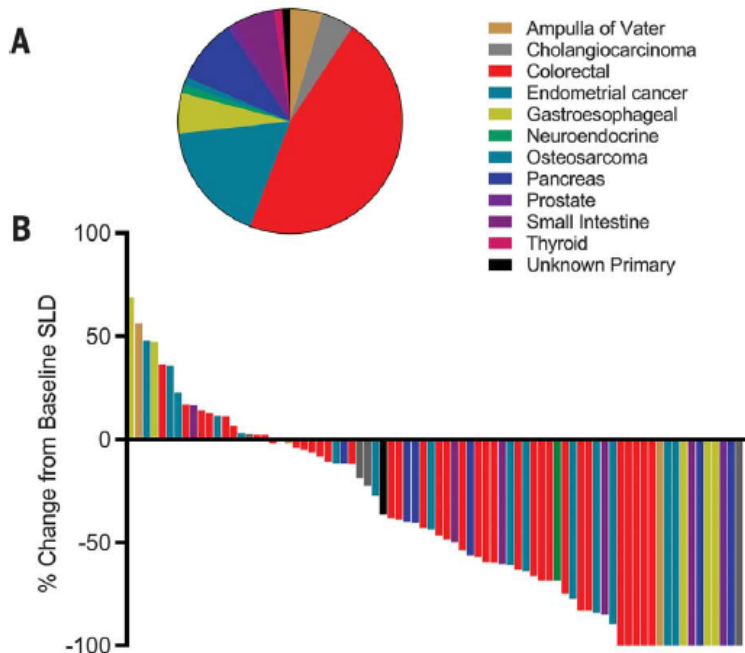 A
Ampulla of Vater
Cholangiocarcinoma
Colorectal
Endometrial cancer
Gastroesophageal
Neuroendocrine
Osteosarcoma
Pancreas
Prostate
Small Intestine
Thyroid
Unknown Primary
B
% Change from Baseline SLD
100
50
0
-50
-100